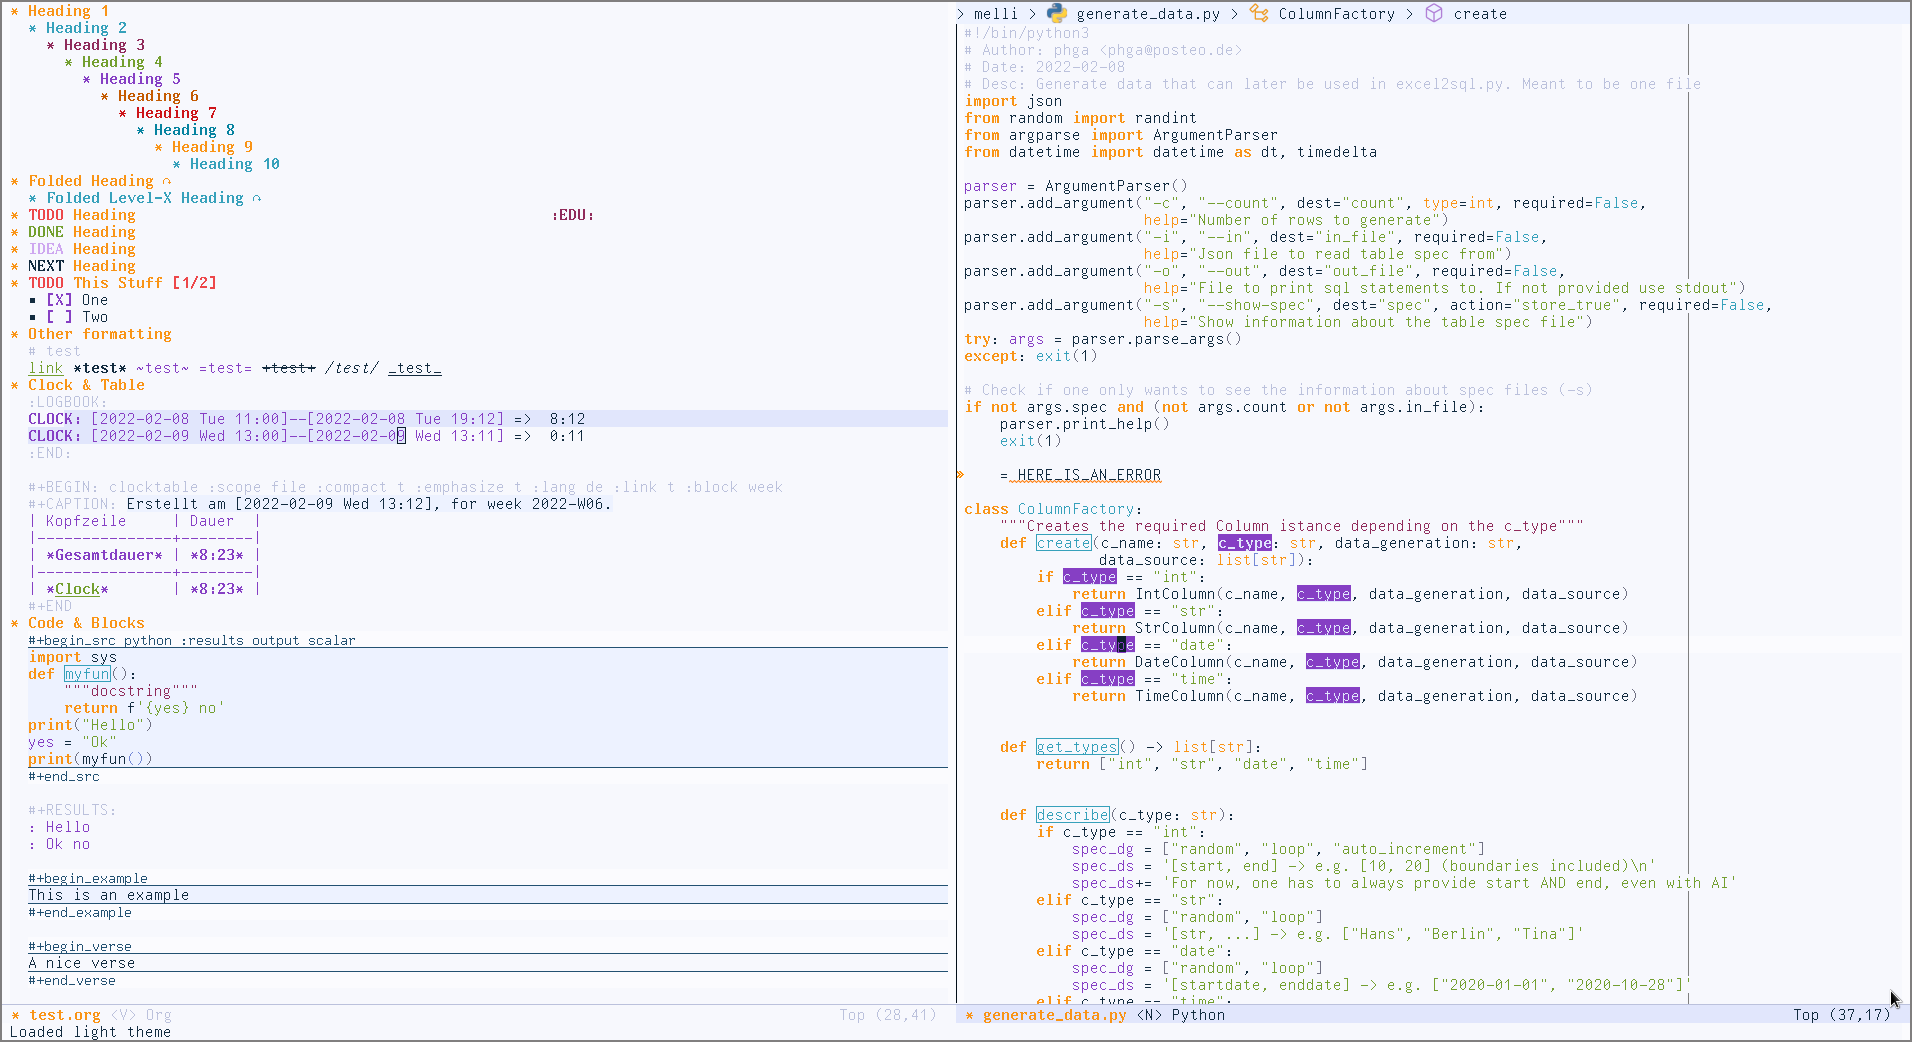 * Heading 1
* Heading 2
* Heading 3
* Heading 4
* Heading 5
* Heading 6
* Heading 7
* Heading 8
* Heading 9
* Heading 10
* Folded Heading ↷
* Folded Level-X Heading ↷
* TODO Heading :EDU:
* DONE Heading
* IDEA Heading
* NEXT Heading
* TODO This Stuff [1/2]
▪ [X] One
▪ [ ] Two
* Other formatting
# test
link *test* ~test~ =test= +test+ /test/ _test_
* Clock & Table
:LOGBOOK:
CLOCK: [2022-02-08 Tue 11:00]--[2022-02-08 Tue 19:12] =>  8:12
CLOCK: [2022-02-09 Wed 13:00]--[2022-02-09 Wed 13:11] =>  0:11
:END:
#+BEGIN: clocktable :scope file :compact t :emphasize t :lang de :link t :block week
#+CAPTION: Erstellt am [2022-02-09 Wed 13:12], for week 2022-W06.
| Kopfzeile     | Dauer  |
|---------------+--------|
| *Gesamtdauer* | *8:23* |
|---------------+--------|
| *Clock*       | *8:23* |
#+END
* Code & Blocks
#+begin_src python :results output scalar
import sys
def myfun():
    """docstring"""
    return f'{yes} no'
print("Hello")
yes = "Ok"
print(myfun())
#+end_src
#+RESULTS:
: Hello
: Ok no
#+begin_example
This is an example
#+end_example
#+begin_verse
A nice verse
#+end_verse
* test.org <V> Org Top (28,41)
Loaded light theme
> melli > generate_data.py > ColumnFactory > create
#!/bin/python3
# Author: phga <phga@posteo.de>
# Date: 2022-02-08
# Desc: Generate data that can later be used in excel2sql.py. Meant to be one file
import json
from random import randint
from argparse import ArgumentParser
from datetime import datetime as dt, timedelta
parser = ArgumentParser()
parser.add_argument("-c", "--count", dest="count", type=int, required=False,
                    help="Number of rows to generate")
parser.add_argument("-i", "--in", dest="in_file", required=False,
                    help="Json file to read table spec from")
parser.add_argument("-o", "--out", dest="out_file", required=False,
                    help="File to print sql statements to. If not provided use stdout")
parser.add_argument("-s", "--show-spec", dest="spec", action="store_true", required=False,
                    help="Show information about the table spec file")
try: args = parser.parse_args()
except: exit(1)
# Check if one only wants to see the information about spec files (-s)
if not args.spec and (not args.count or not args.in_file):
    parser.print_help()
    exit(1)
»    = HERE_IS_AN_ERROR
class ColumnFactory:
    """Creates the required Column istance depending on the c_type"""
    def create(c_name: str, c_type: str, data_generation: str,
               data_source: list[str]):
        if c_type == "int":
            return IntColumn(c_name, c_type, data_generation, data_source)
        elif c_type == "str":
            return StrColumn(c_name, c_type, data_generation, data_source)
        elif c_type == "date":
            return DateColumn(c_name, c_type, data_generation, data_source)
        elif c_type == "time":
            return TimeColumn(c_name, c_type, data_generation, data_source)
    def get_types() -> list[str]:
        return ["int", "str", "date", "time"]
    def describe(c_type: str):
        if c_type == "int":
            spec_dg = ["random", "loop", "auto_increment"]
            spec_ds = '[start, end] -> e.g. [10, 20] (boundaries included)\n'
            spec_ds+= 'For now, one has to always provide start AND end, even with AI'
        elif c_type == "str":
            spec_dg = ["random", "loop"]
            spec_ds = '[str, ...] -> e.g. ["Hans", "Berlin", "Tina"]'
        elif c_type == "date":
            spec_dg = ["random", "loop"]
            spec_ds = '[startdate, enddate] -> e.g. ["2020-01-01", "2020-10-28"]'
        elif c_type == "time":
* generate_data.py <N> Python Top (37,17)